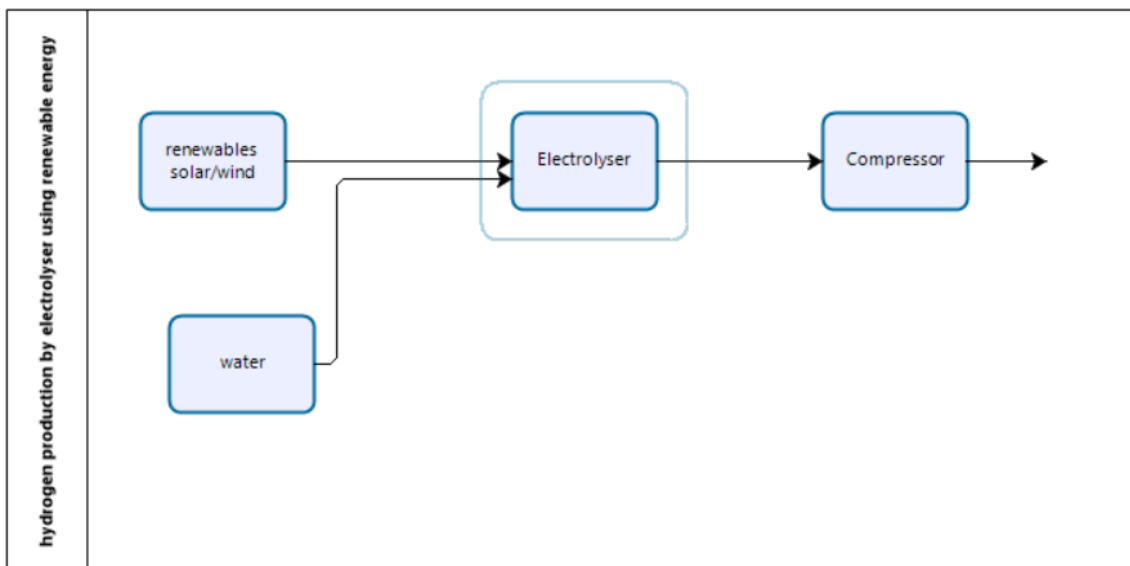 hydrogen production by electrolyser using renewable energy
renewables
solar/wind
Electrolyser
Compressor
water